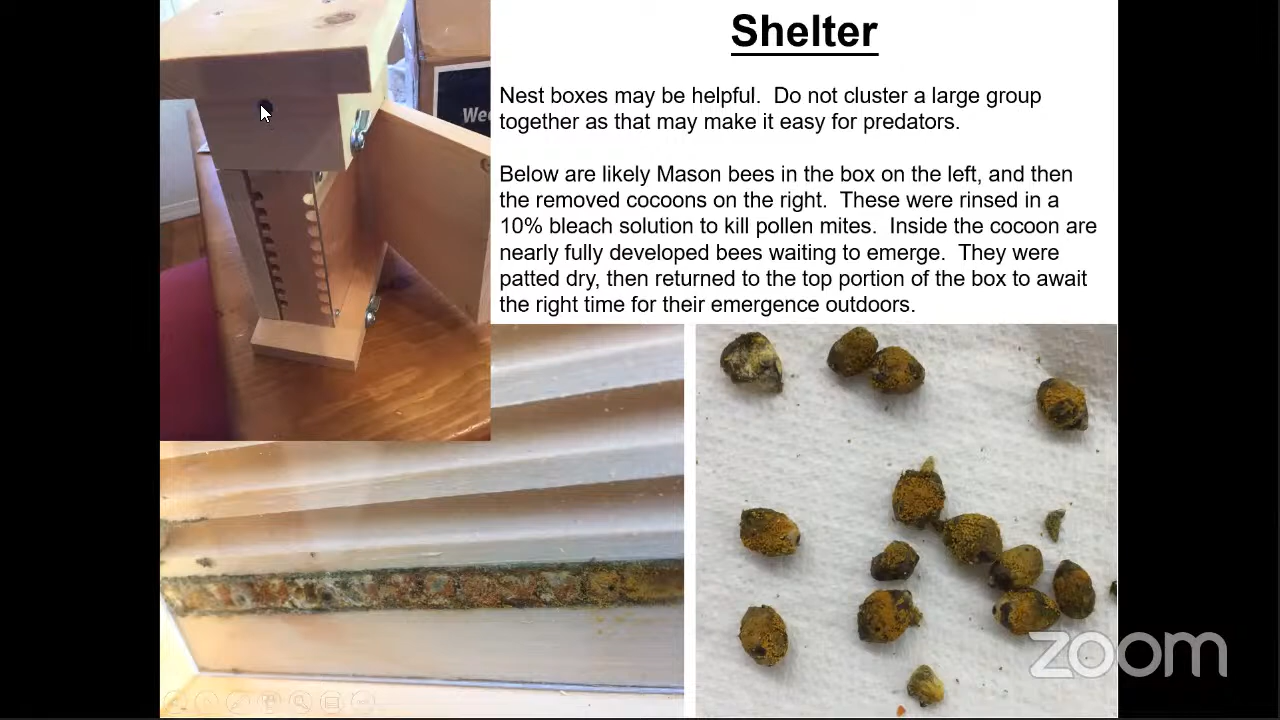 Shelter
Nest boxes may be helpful.  Do not cluster a large group
together as that may make it easy for predators.
Below are likely Mason bees in the box on the left, and then
the removed cocoons on the right.  These were rinsed in a
10% bleach solution to kill pollen mites.  Inside the cocoon are
nearly fully developed bees waiting to emerge.  They were
patted dry, then returned to the top portion of the box to await
the right time for their emergence outdoors.
zoom